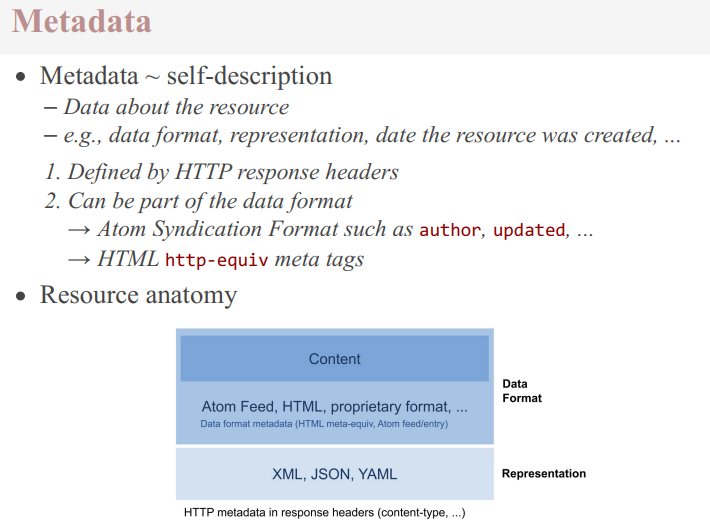 Metadata
• Metadata ~ self-description
– Data about the resource
– e.g., data format, representation, date the resource was created, ...
1. Defined by HTTP response headers
2. Can be part of the data format
→ Atom Syndication Format such as author, updated, ...
→ HTML http-equiv meta tags
• Resource anatomy
Content
Atom Feed, HTML, proprietary format, ...
Data format metadata (HTML meta-equiv, Atom feed/entry)
Data
Format
XML, JSON, YAML
Representation
HTTP metadata in response headers (content-type, ...)